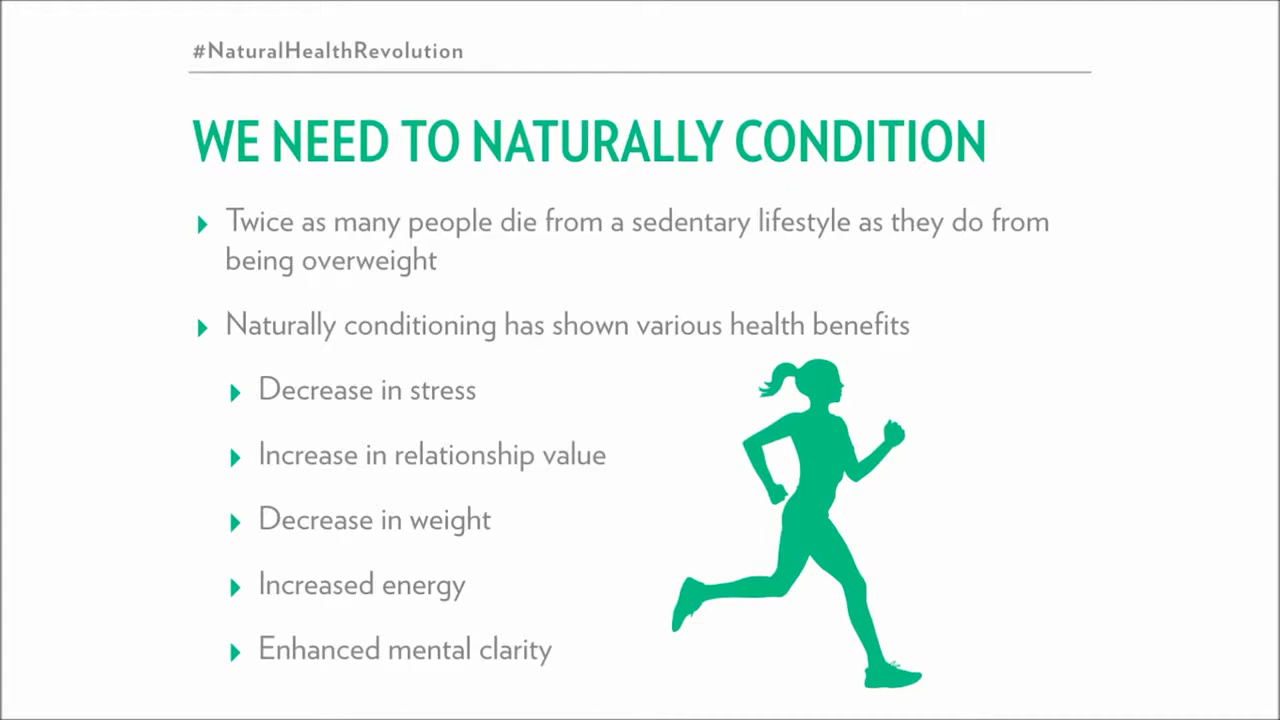 #NaturalHealthRevolution
WE NEED TO NATURALLY CONDITION
Twice as many people die from a sedentary lifestyle as they do from
being overweight
Naturally conditioning has shown various health benefits
Decrease in stress
Increase in relationship value
Decrease in weight
Increased energy
Enhanced mental clarity